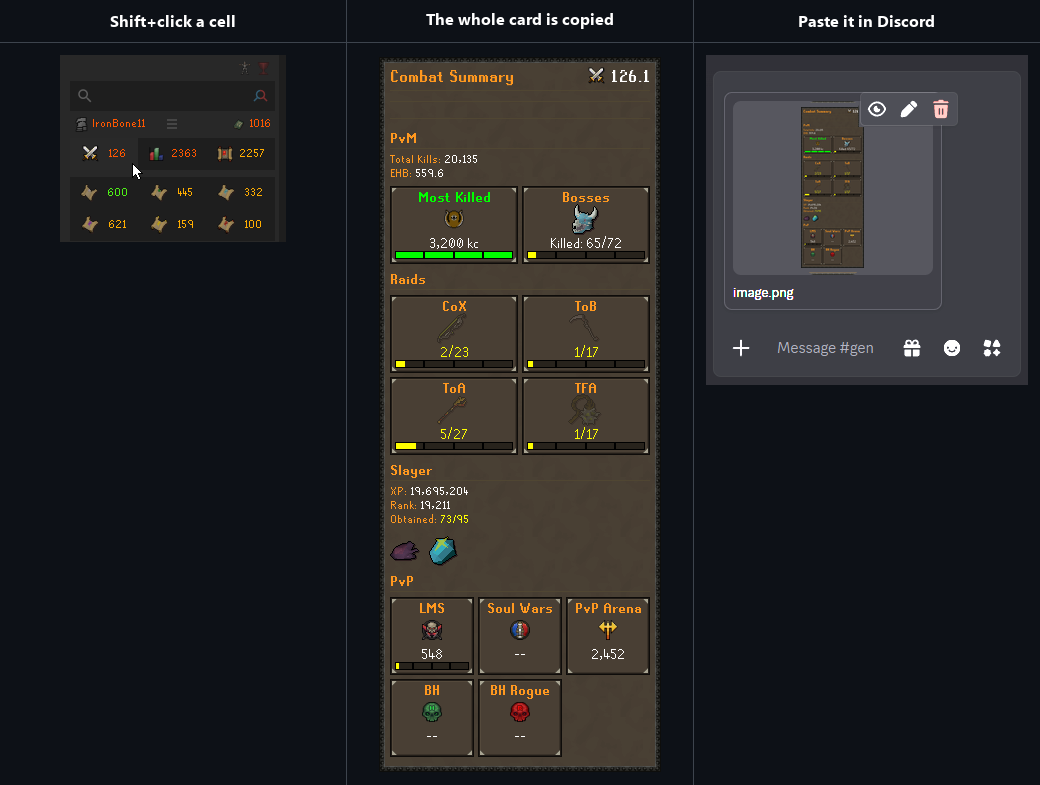 Shift+click a cell
The whole card is copied
Paste it in Discord
IronBone11 1016
126 2363 2257
600 445 332
621 159 100
Combat Summary 126.1
PvM
Total Kills: 20,135
EHB: 559.6
Most Killed Bosses
3,200 kc Killed: 65/72
Raids
CoX ToB
2/23 1/17
ToA TFA
5/27 1/17
Slayer
XP: 19,695,204
Rank: 19,211
Obtained: 73/95
PvP
LMS Soul Wars PvP Arena
548 -- 2,452
BH BH Rogue
-- --
image.png
Message #gen